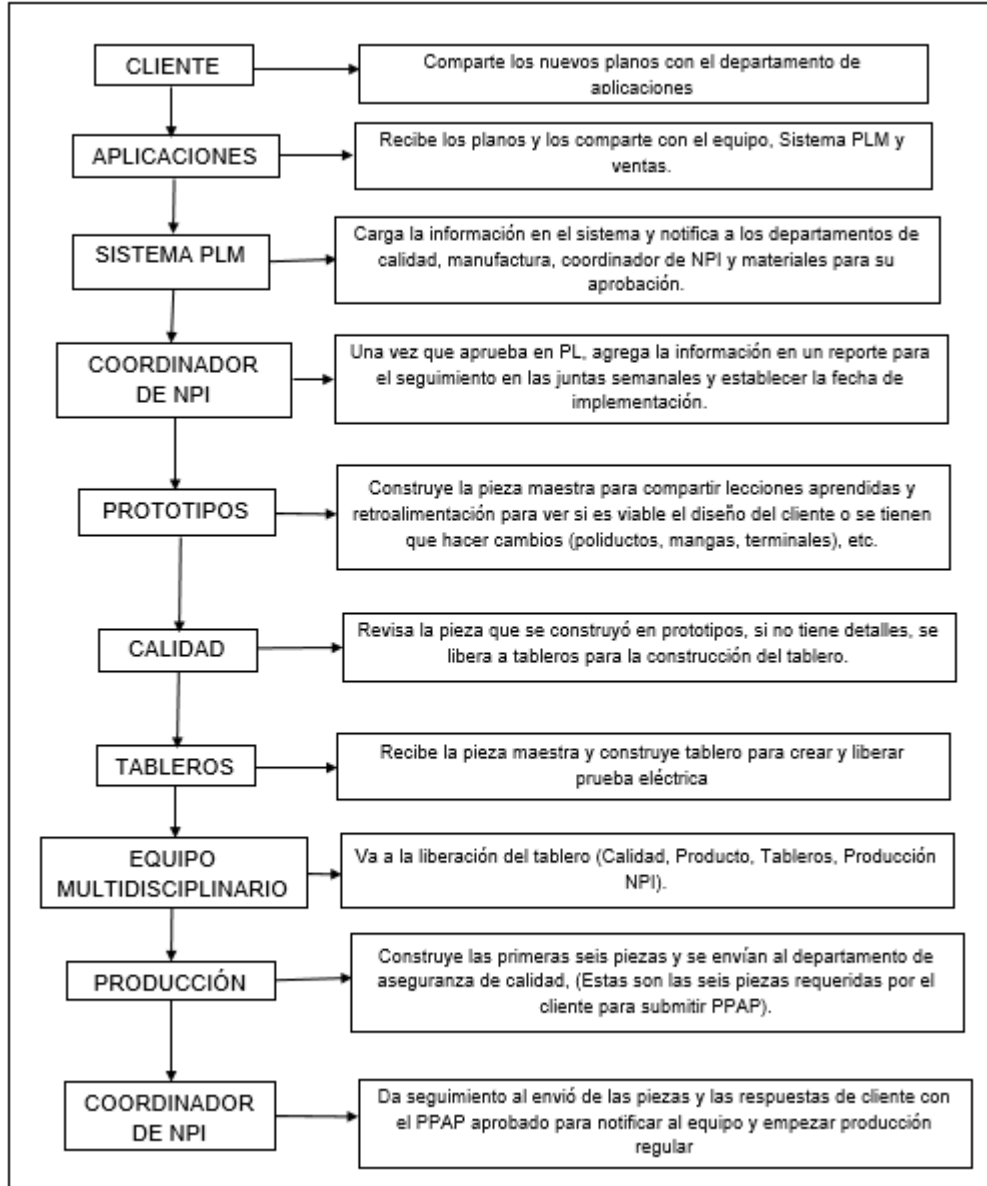 CLIENTE
Comparte los nuevos planos con el departamento de
aplicaciones
APLICACIONES
Recibe los planos y los comparte con el equipo, Sistema PLM y
ventas.
SISTEMA PLM
Carga la información en el sistema y notifica a los departamentos de
calidad, manufactura, coordinador de NPI y materiales para su
aprobación.
COORDINADOR
DE NPI
Una vez que aprueba en PL, agrega la información en un reporte para
el seguimiento en las juntas semanales y establecer la fecha de
implementación.
PROTOTIPOS
Construye la pieza maestra para compartir lecciones aprendidas y
retroalimentación para ver si es viable el diseño del cliente o se tienen
que hacer cambios (poliductos, mangas, terminales), etc.
CALIDAD
Revisa la pieza que se construyó en prototipos, si no tiene detalles, se
libera a tableros para la construcción del tablero.
TABLEROS
Recibe la pieza maestra y construye tablero para crear y liberar
prueba eléctrica
EQUIPO
MULTIDISCIPLINARIO
Va a la liberación del tablero (Calidad, Producto, Tableros, Producción
NPI).
PRODUCCIÓN
Construye las primeras seis piezas y se envían al departamento de
aseguranza de calidad, (Estas son las seis piezas requeridas por el
cliente para submitir PPAP).
COORDINADOR
DE NPI
Da seguimiento al envió de las piezas y las respuestas de cliente con
el PPAP aprobado para notificar al equipo y empezar producción
regular